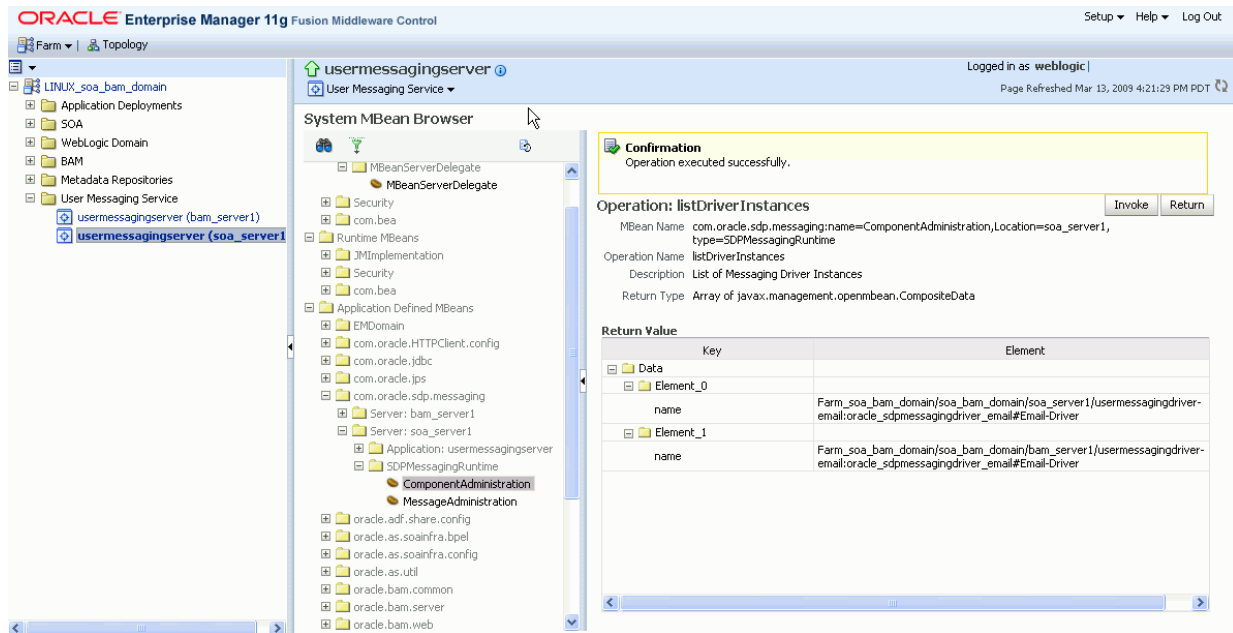 ORACLE Enterprise Manager 11g Fusion Middleware Control
Setup Help Log Out
Farm Topology
LINUX_soa_bam_domain
Application Deployments
SOA
WebLogic Domain
BAM
Metadata Repositories
User Messaging Service
usermessagingserver (bam_server1)
usermessagingserver (soa_server1
usermessagingserver
User Messaging Service
Logged in as weblogic
Page Refreshed Mar 13, 2009 4:21:29 PM PDT
System MBean Browser
MBeanServerDelegate
MBeanServerDelegate
Security
com.bea
Runtime MBeans
JMImplementation
Security
com.bea
Application Defined MBeans
EMDomain
com.oracle.HTTPClient.config
com.oracle.jdbc
com.oracle.jps
com.oracle.sdp.messaging
Server: bam_server1
Server: soa_server1
Application: usermessagingserver
SDPMessagingRuntime
ComponentAdministration
MessageAdministration
oracle.adf.share.config
oracle.as.soainfra.bpel
oracle.as.soainfra.config
oracle.as.util
oracle.bam.common
oracle.bam.server
oracle.bam.web
Confirmation
Operation executed successfully.
Operation: listDriverInstances
Invoke Return
MBean Name com.oracle.sdp.messaging:name=ComponentAdministration,Location=soa_server1,
type=SDPMessagingRuntime
Operation Name listDriverInstances
Description List of Messaging Driver Instances
Return Type Array of javax.management.openmbean.CompositeData
Return Value
Key Element
Data
Element_0
name Farm_soa_bam_domain/soa_bam_domain/soa_server1/usermessagingdriver-
email:oracle_sdpmessagingdriver_email#Email-Driver
Element_1
name Farm_soa_bam_domain/soa_bam_domain/bam_server1/usermessagingdriver-
email:oracle_sdpmessagingdriver_email#Email-Driver